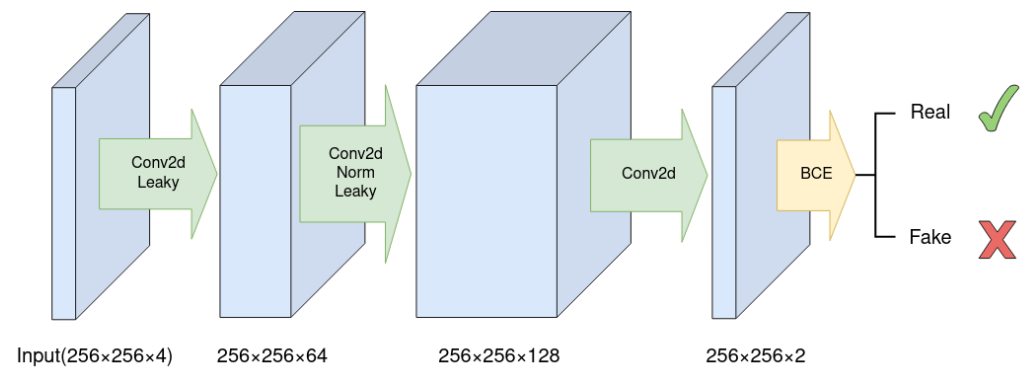 Conv2d
Leaky
Conv2d
Norm
Leaky
Conv2d
BCE
Real
Fake
Input(256×256×4)
256×256×64
256×256×128
256×256×2